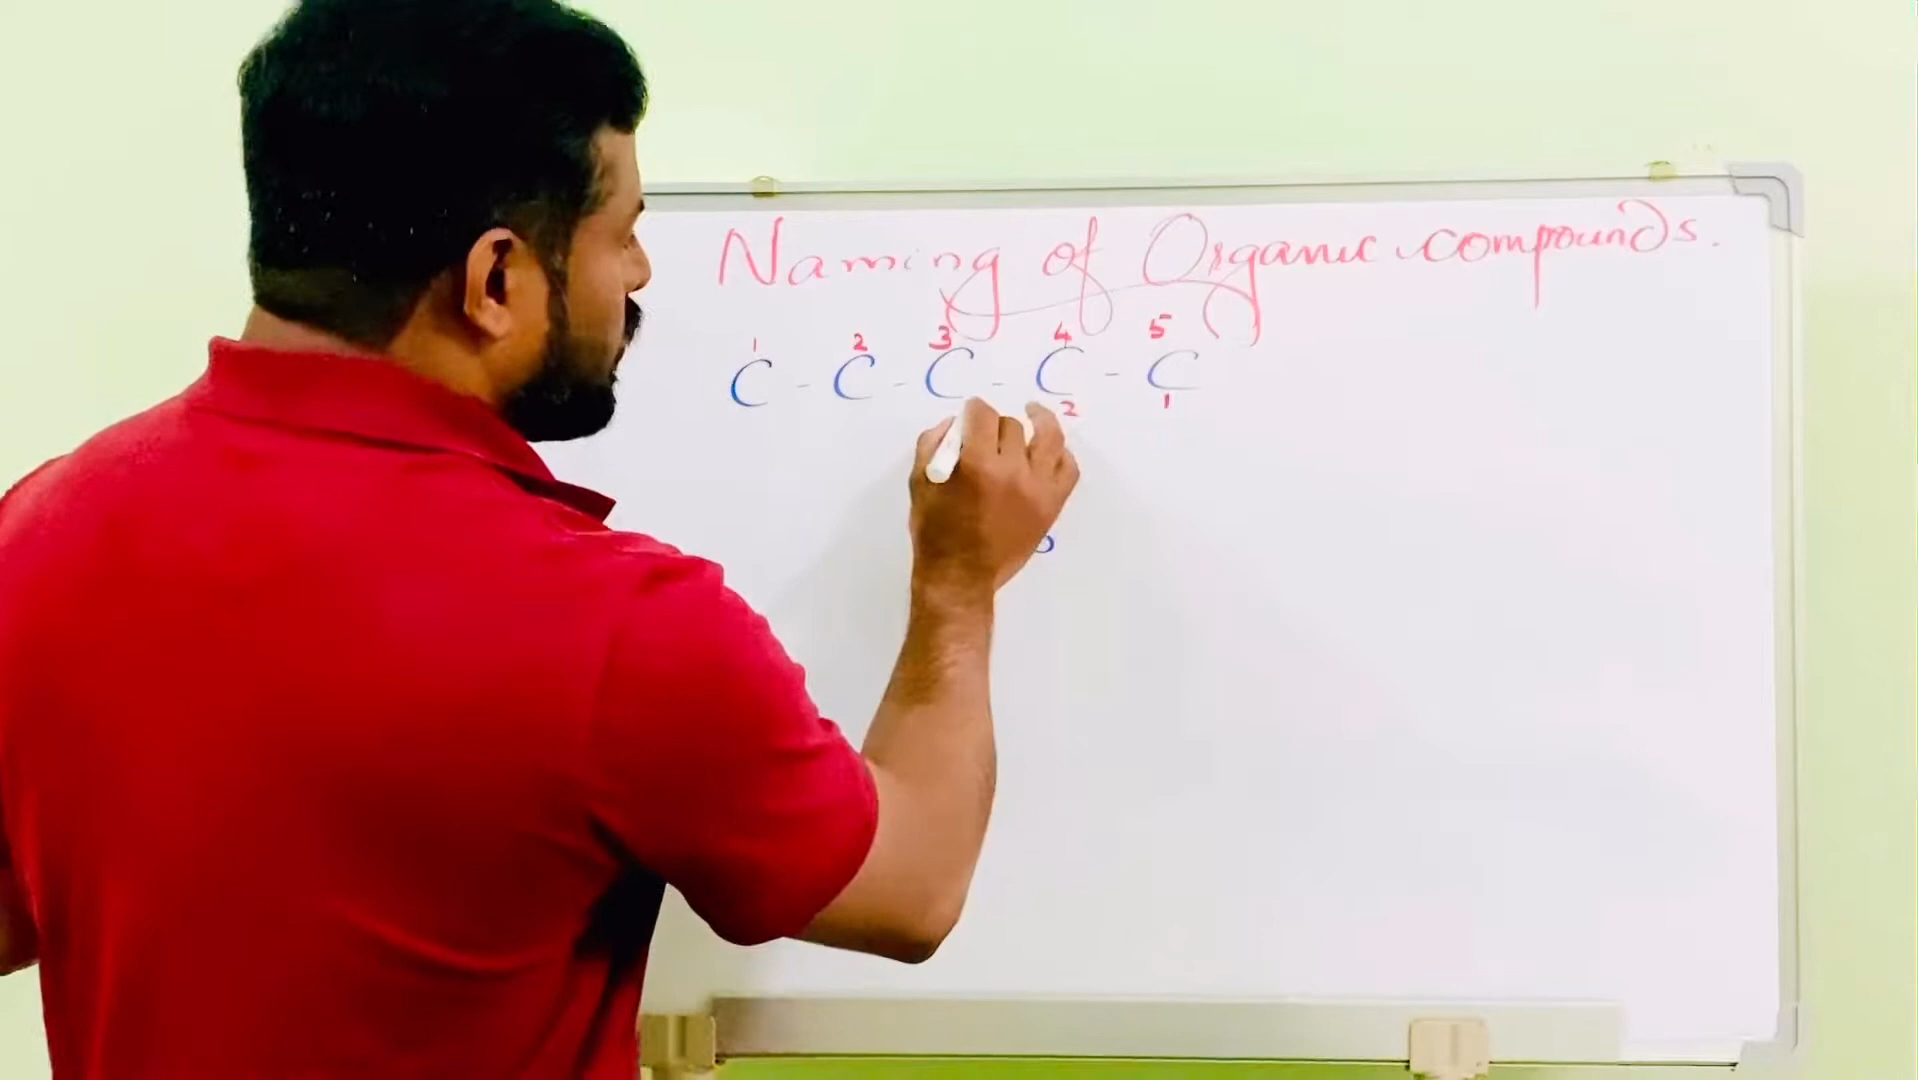 Naming of Organic compounds.
1 2 3 4 5
C - C - C - C - C
2 1